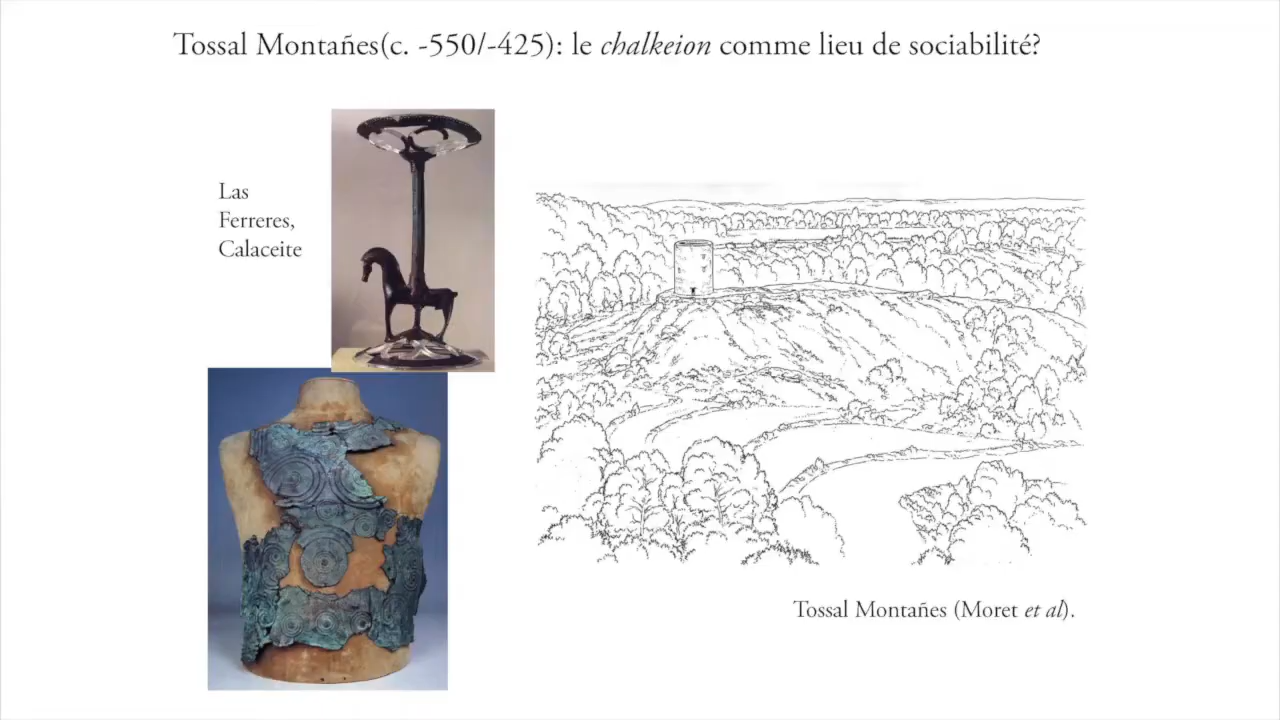 Tossal Montañes(c. -550/-425): le chalkeion comme lieu de sociabilité?
Las
Ferreres,
Calaceite
Tossal Montañes (Moret et al).